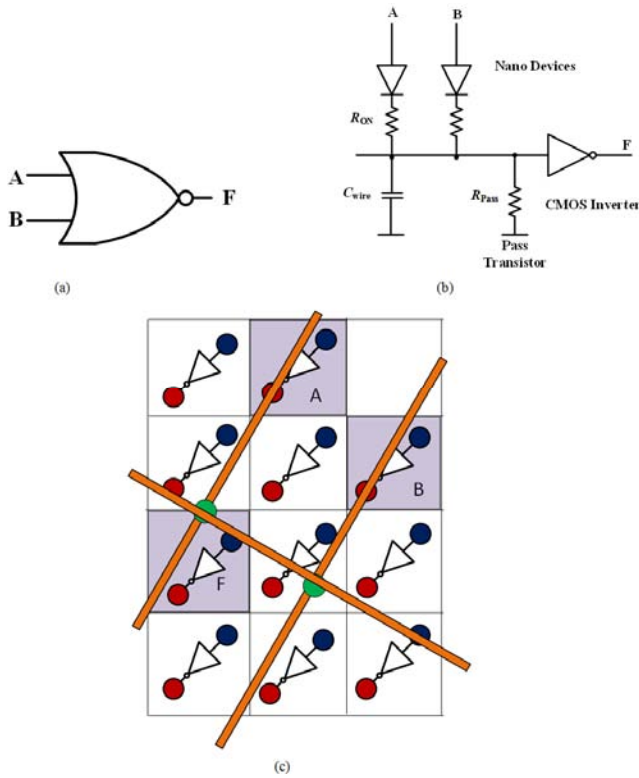 A
B
F
(a)
A
B
Nano Devices
R_ON
F
C_wire
R_Pass
CMOS Inverter
Pass
Transistor
(b)
A
B
F
(c)